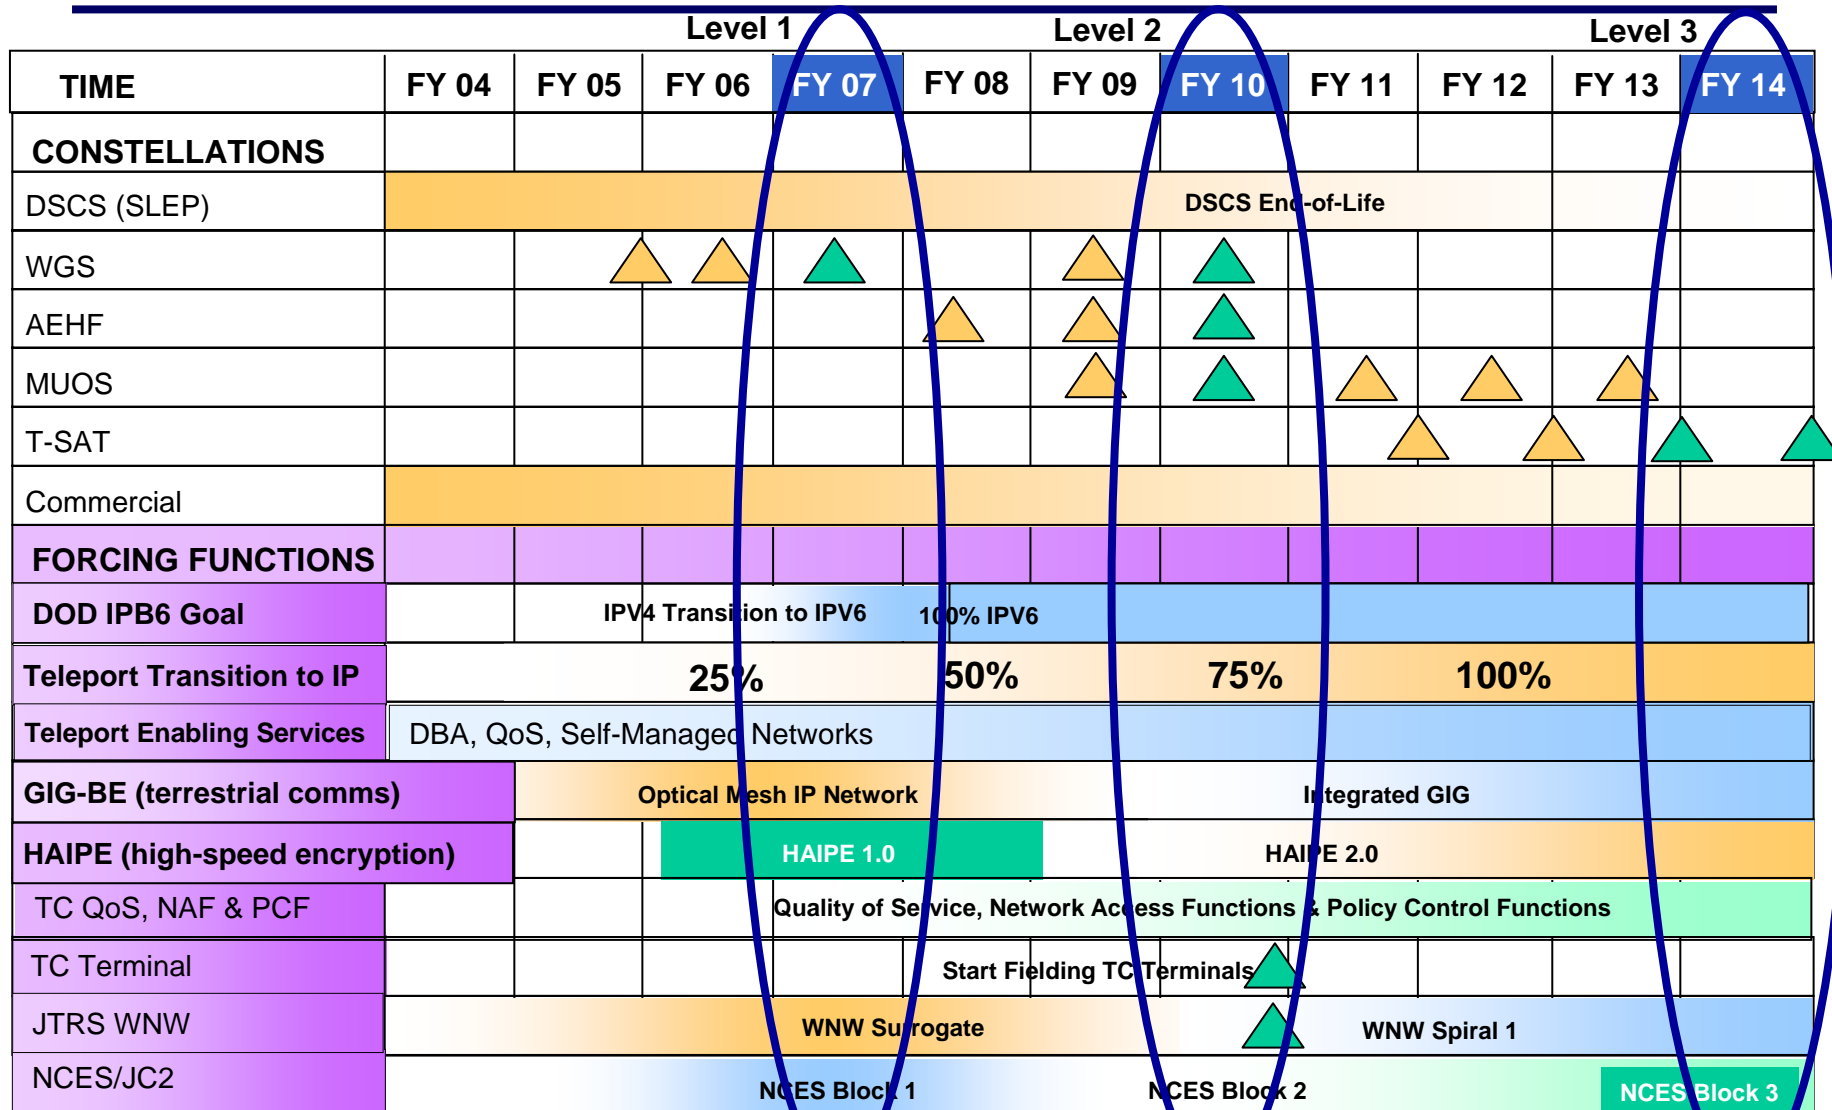 Level 1 Level 2 Level 3
TIME FY 04 FY 05 FY 06 FY 07 FY 08 FY 09 FY 10 FY 11 FY 12 FY 13 FY 14
CONSTELLATIONS
DSCS (SLEP) DSCS End-of-Life
WGS
AEHF
MUOS
T-SAT
Commercial
FORCING FUNCTIONS
DOD IPB6 Goal IPV4 Transition to IPV6 100% IPV6
Teleport Transition to IP 25% 50% 75% 100%
Teleport Enabling Services DBA, QoS, Self-Managed Networks
GIG-BE (terrestrial comms) Optical Mesh IP Network Integrated GIG
HAIPE (high-speed encryption) HAIPE 1.0 HAIPE 2.0
TC QoS, NAF & PCF Quality of Service, Network Access Functions & Policy Control Functions
TC Terminal Start Fielding TC Terminals
JTRS WNW WNW Surrogate WNW Spiral 1
NCES/JC2 NCES Block 1 NCES Block 2 NCES Block 3